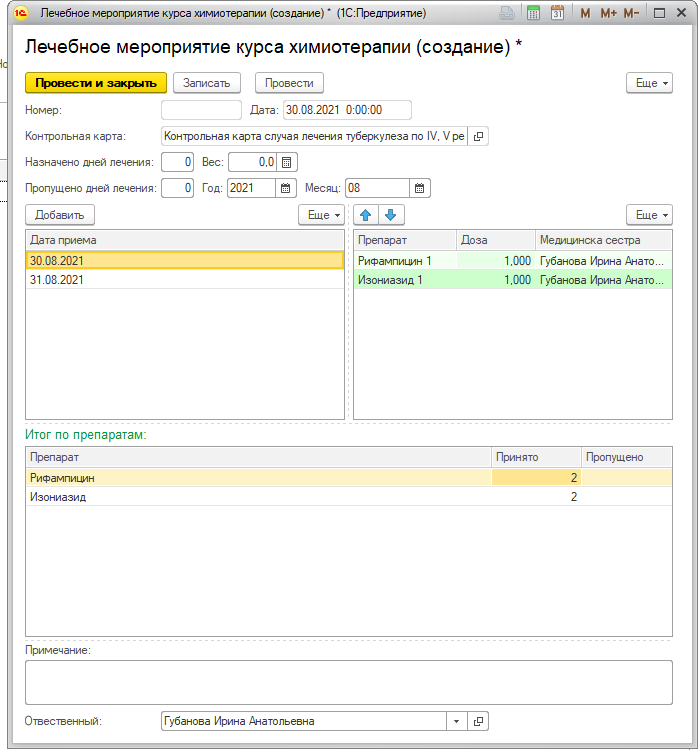 Лечебное мероприятие курса химиотерапии (создание) * (1С:Предприятие)
31 M M+ M-
Лечебное мероприятие курса химиотерапии (создание) *
Провести и закрыть Записать Провести Еще
Номер: Дата: 30.08.2021 0:00:00
Контрольная карта: Контрольная карта случая лечения туберкулеза по IV, V ре
Назначено дней лечения: 0 Вес: 0,0
Пропущено дней лечения: 0 Год: 2021 Месяц: 08
Добавить Еще Еще
Дата приема
30.08.2021
31.08.2021
Препарат Доза Медицинска сестра
Рифампицин 1 1,000 Губанова Ирина Анато...
Изониазид 1 1,000 Губанова Ирина Анато...
Итог по препаратам:
Препарат Принято Пропущено
Рифампицин 2
Изониазид 2
Примечание:
Отвественный: Губанова Ирина Анатольевна